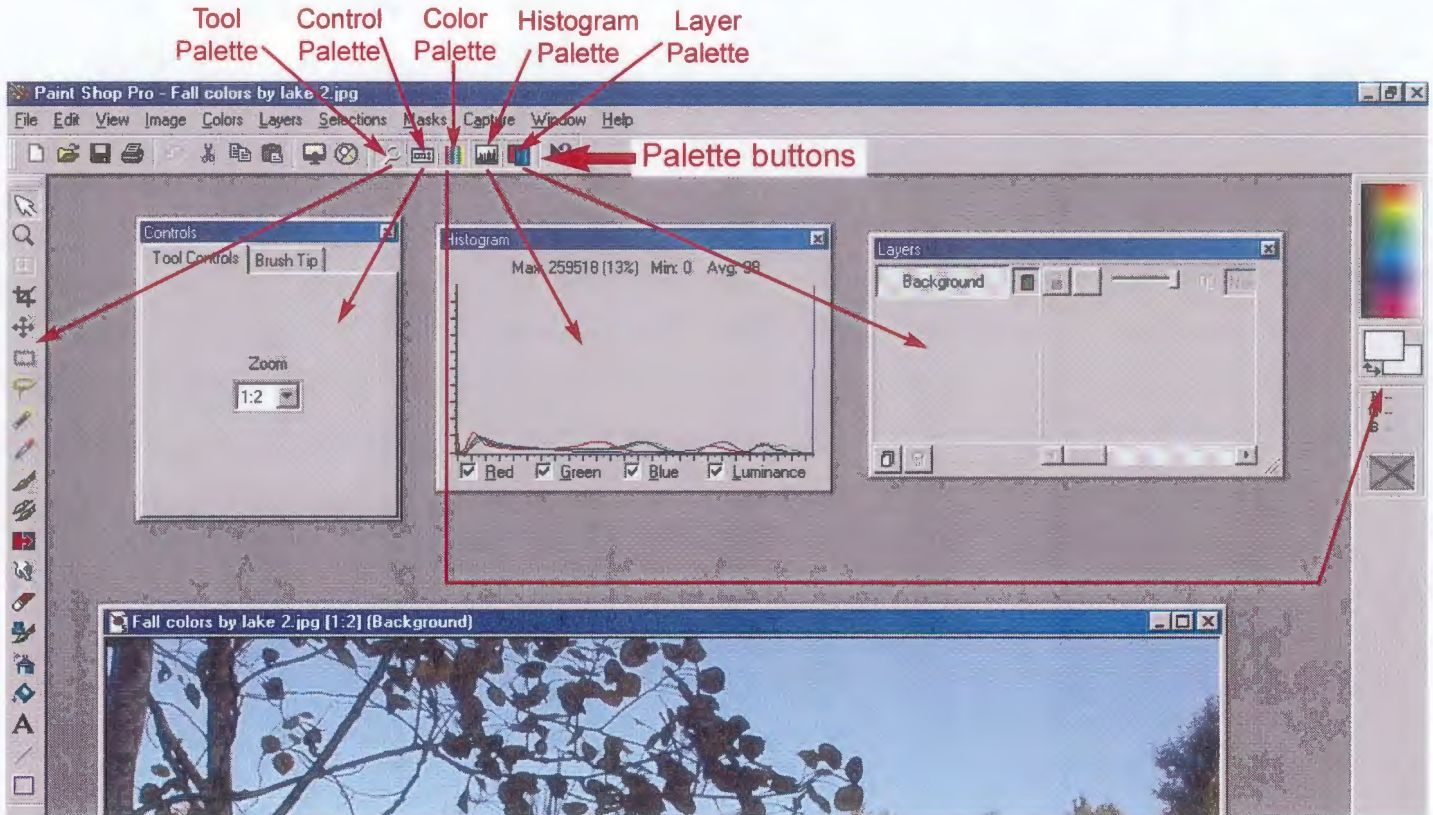 Tool Control Color Histogram Layer
Palette Palette Palette Palette Palette
Paint Shop Pro - Fall colors by lake 2.jpg
File Edit View Image Colors Layers Selections Masks Capture Window Help
Palette buttons
Controls
Tool Controls Brush Tip
Zoom
1:2
Histogram
Max: 259518 (13%) Min: 0 Avg: 98
Red Green Blue Luminance
Layers
Background
Fall colors by lake 2.jpg [1:2] (Background)